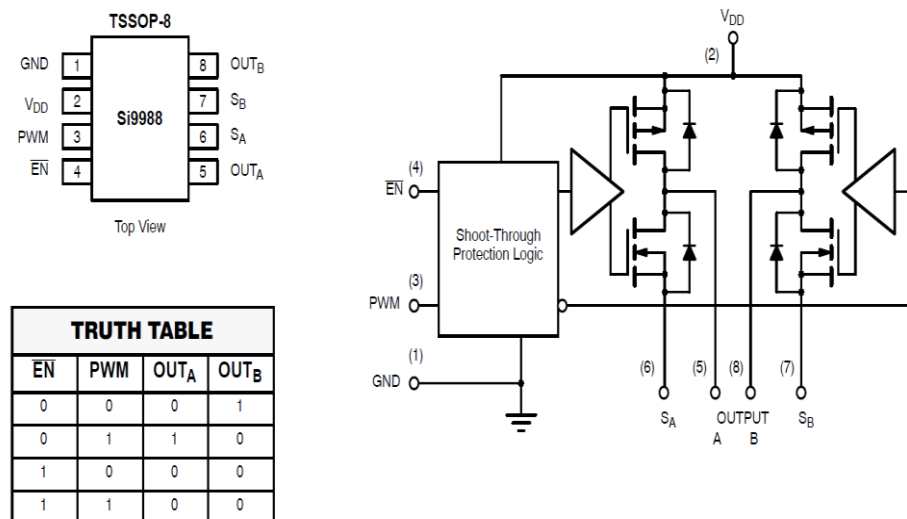 TSSOP-8
GND 1 8 OUTB
VDD 2 7 SB
Si9988
PWM 3 6 SA
EN 4 5 OUTA
Top View
TRUTH TABLE
EN PWM OUTA OUTB
0 0 0 1
0 1 1 0
1 0 0 0
1 1 0 0
VDD
(2)
(4)
EN
Shoot-Through
Protection Logic
(3)
PWM
(1)
GND
(6) (5) (8) (7)
SA OUTPUT SB
A B